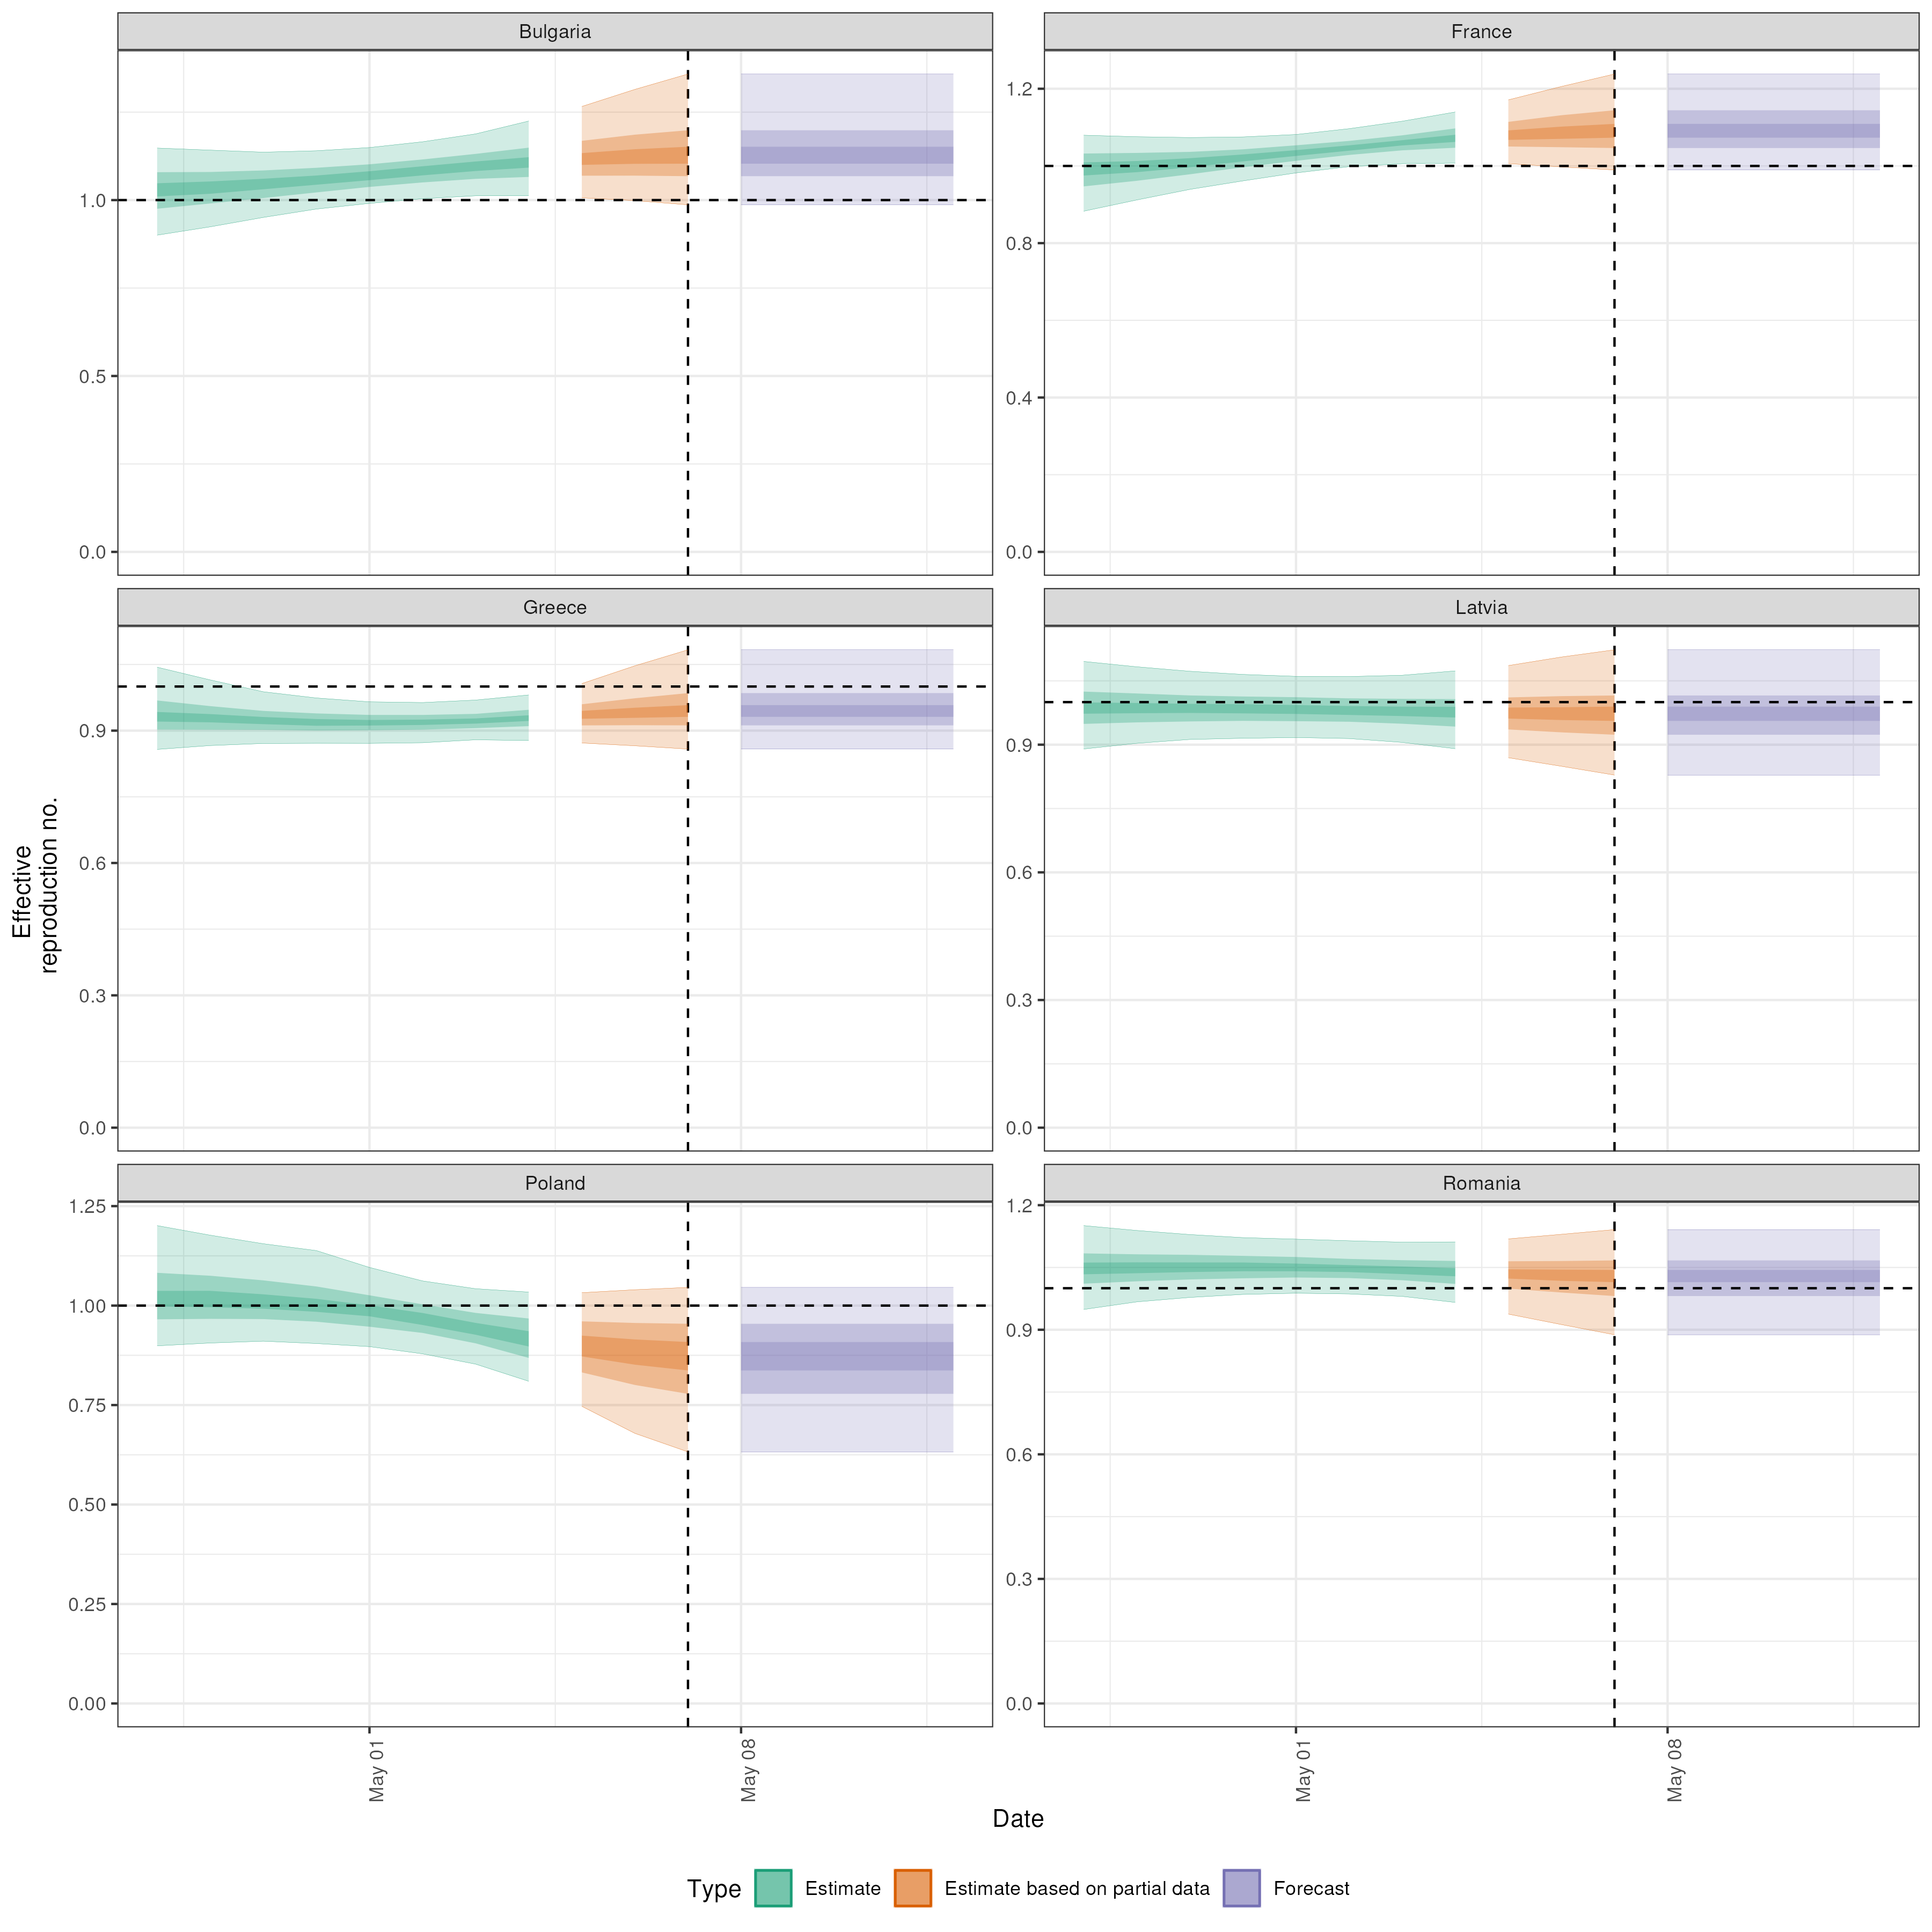 Bulgaria
France
1.0
0.5
0.0
1.2
0.8
0.4
0.0
Greece
Latvia
0.9
0.6
0.3
0.0
0.9
0.6
0.3
0.0
Poland
Romania
1.25
1.00
0.75
0.50
0.25
0.00
1.2
0.9
0.6
0.3
0.0
Effective
reproduction no.
May 01
May 08
May 01
May 08
Date
Type
Estimate
Estimate based on partial data
Forecast